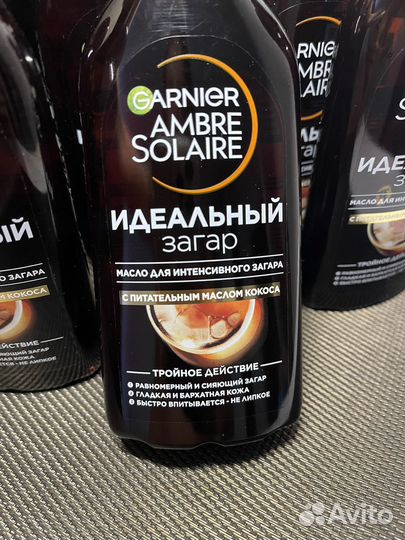 GARNIER
AMBRE
SOLAIRE
ИДЕАЛЬНЫЙ
загар
МАСЛО ДЛЯ ИНТЕНСИВНОГО ЗАГАРА
С ПИТАТЕЛЬНЫМ МАСЛОМ КОКОСА
ТРОЙНОЕ ДЕЙСТВИЕ
РАВНОМЕРНЫЙ И СИЯЮЩИЙ ЗАГАР
ГЛАДКАЯ И БАРХАТНАЯ КОЖА
БЫСТРО ВПИТЫВАЕТСЯ - НЕ ЛИПКОЕ
Avito